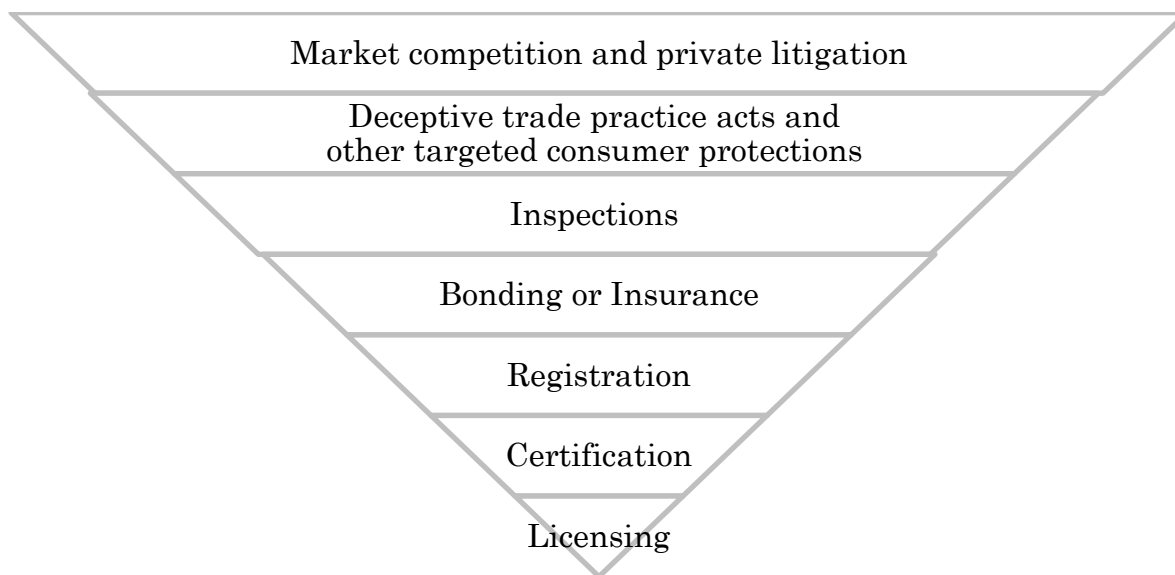 Market competition and private litigation
Deceptive trade practice acts and
other targeted consumer protections
Inspections
Bonding or Insurance
Registration
Certification
Licensing